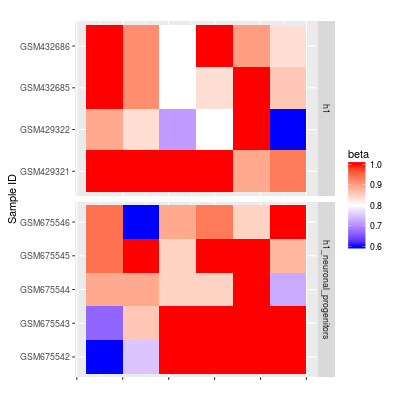 GSM432686
GSM432685
GSM429322
GSM429321
h1
GSM675546
GSM675545
GSM675544
GSM675543
GSM675542
h1_neuronal_progenitors
Sample ID
beta
1.0
0.9
0.8
0.7
0.6